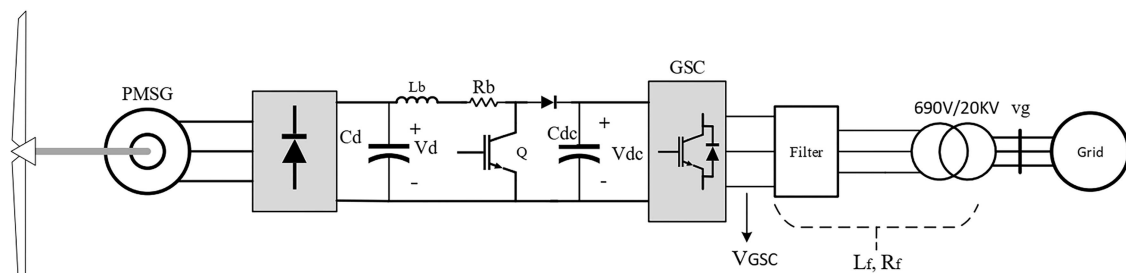 PMSG
Cd
Lb
Rb
+
Vd
-
Q
Cdc
+
Vdc
-
GSC
VGSC
Filter
Lf, Rf
690V/20KV
vg
Grid